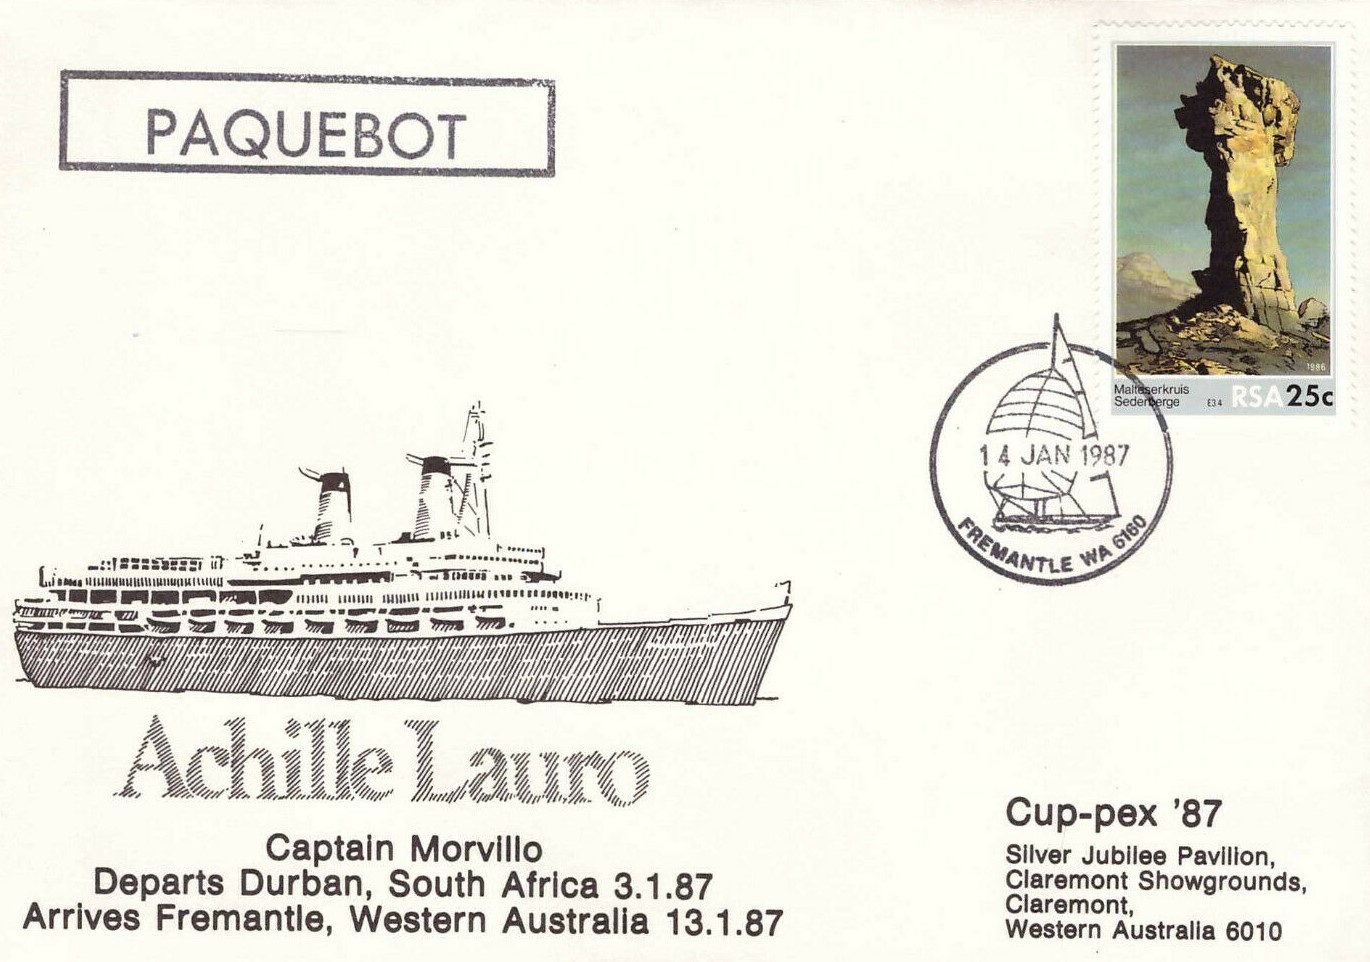 PAQUEBOT
1986
Malteserkruis
Sederberge
E3 4
RSA 25c
14 JAN 1987
FREMANTLE WA 6160
Achille Lauro
Captain Morvillo
Departs Durban, South Africa 3.1.87
Arrives Fremantle, Western Australia 13.1.87
Cup-pex '87
Silver Jubilee Pavilion,
Claremont Showgrounds,
Claremont,
Western Australia 6010